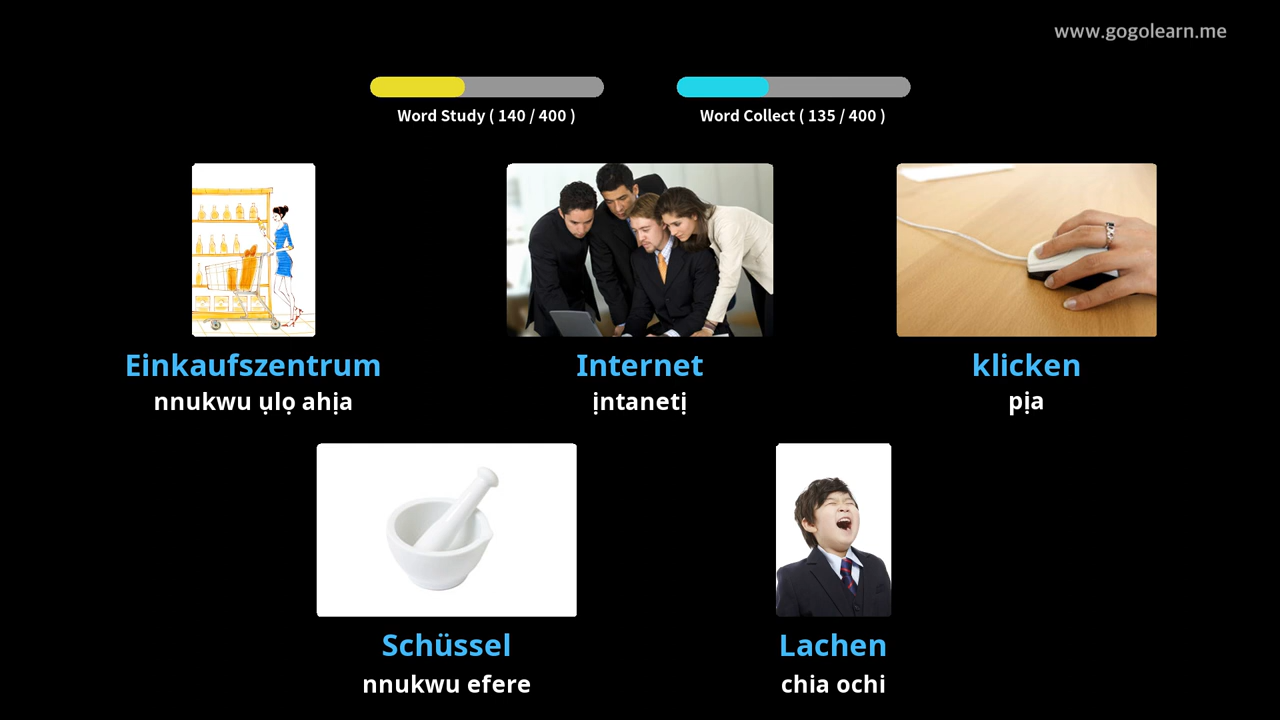 www.gogolearn.me
Word Study ( 140 / 400 )
Word Collect ( 135 / 400 )
Einkaufszentrum
nnukwu ụlọ ahịa
Internet
ịntanetị
klicken
pịa
Schüssel
nnukwu efere
Lachen
chia ochi